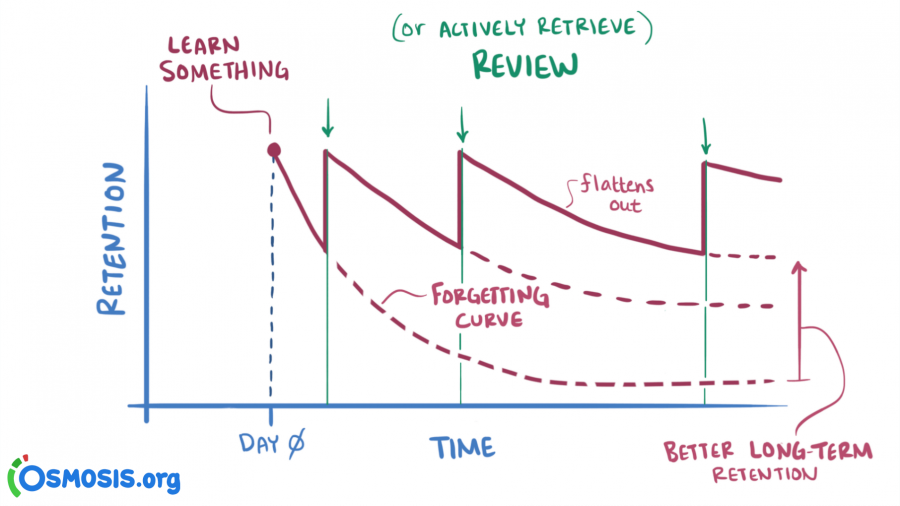 (or ACTIVELY RETRIEVE)
REVIEW
LEARN
SOMETHING
RETENTION
flattens
out
FORGETTING
CURVE
DAY 0
TIME
BETTER LONG-TERM
RETENTION
OSMOSIS.org